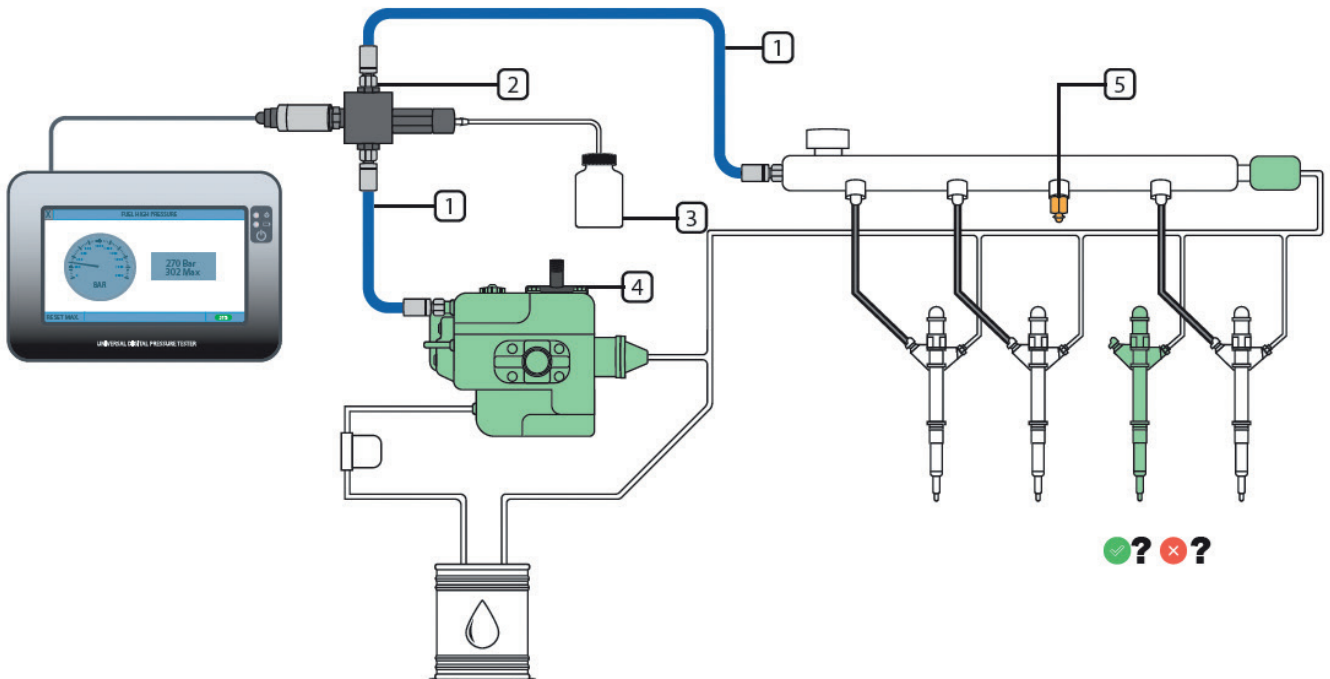 1
2
1
5
3
1
4
X
FUEL HIGH PRESSURE
270 Bar
302 Max
BAR
RESET MAX.
UNIVERSAL DIGITAL PRESSURE TESTER
? ?